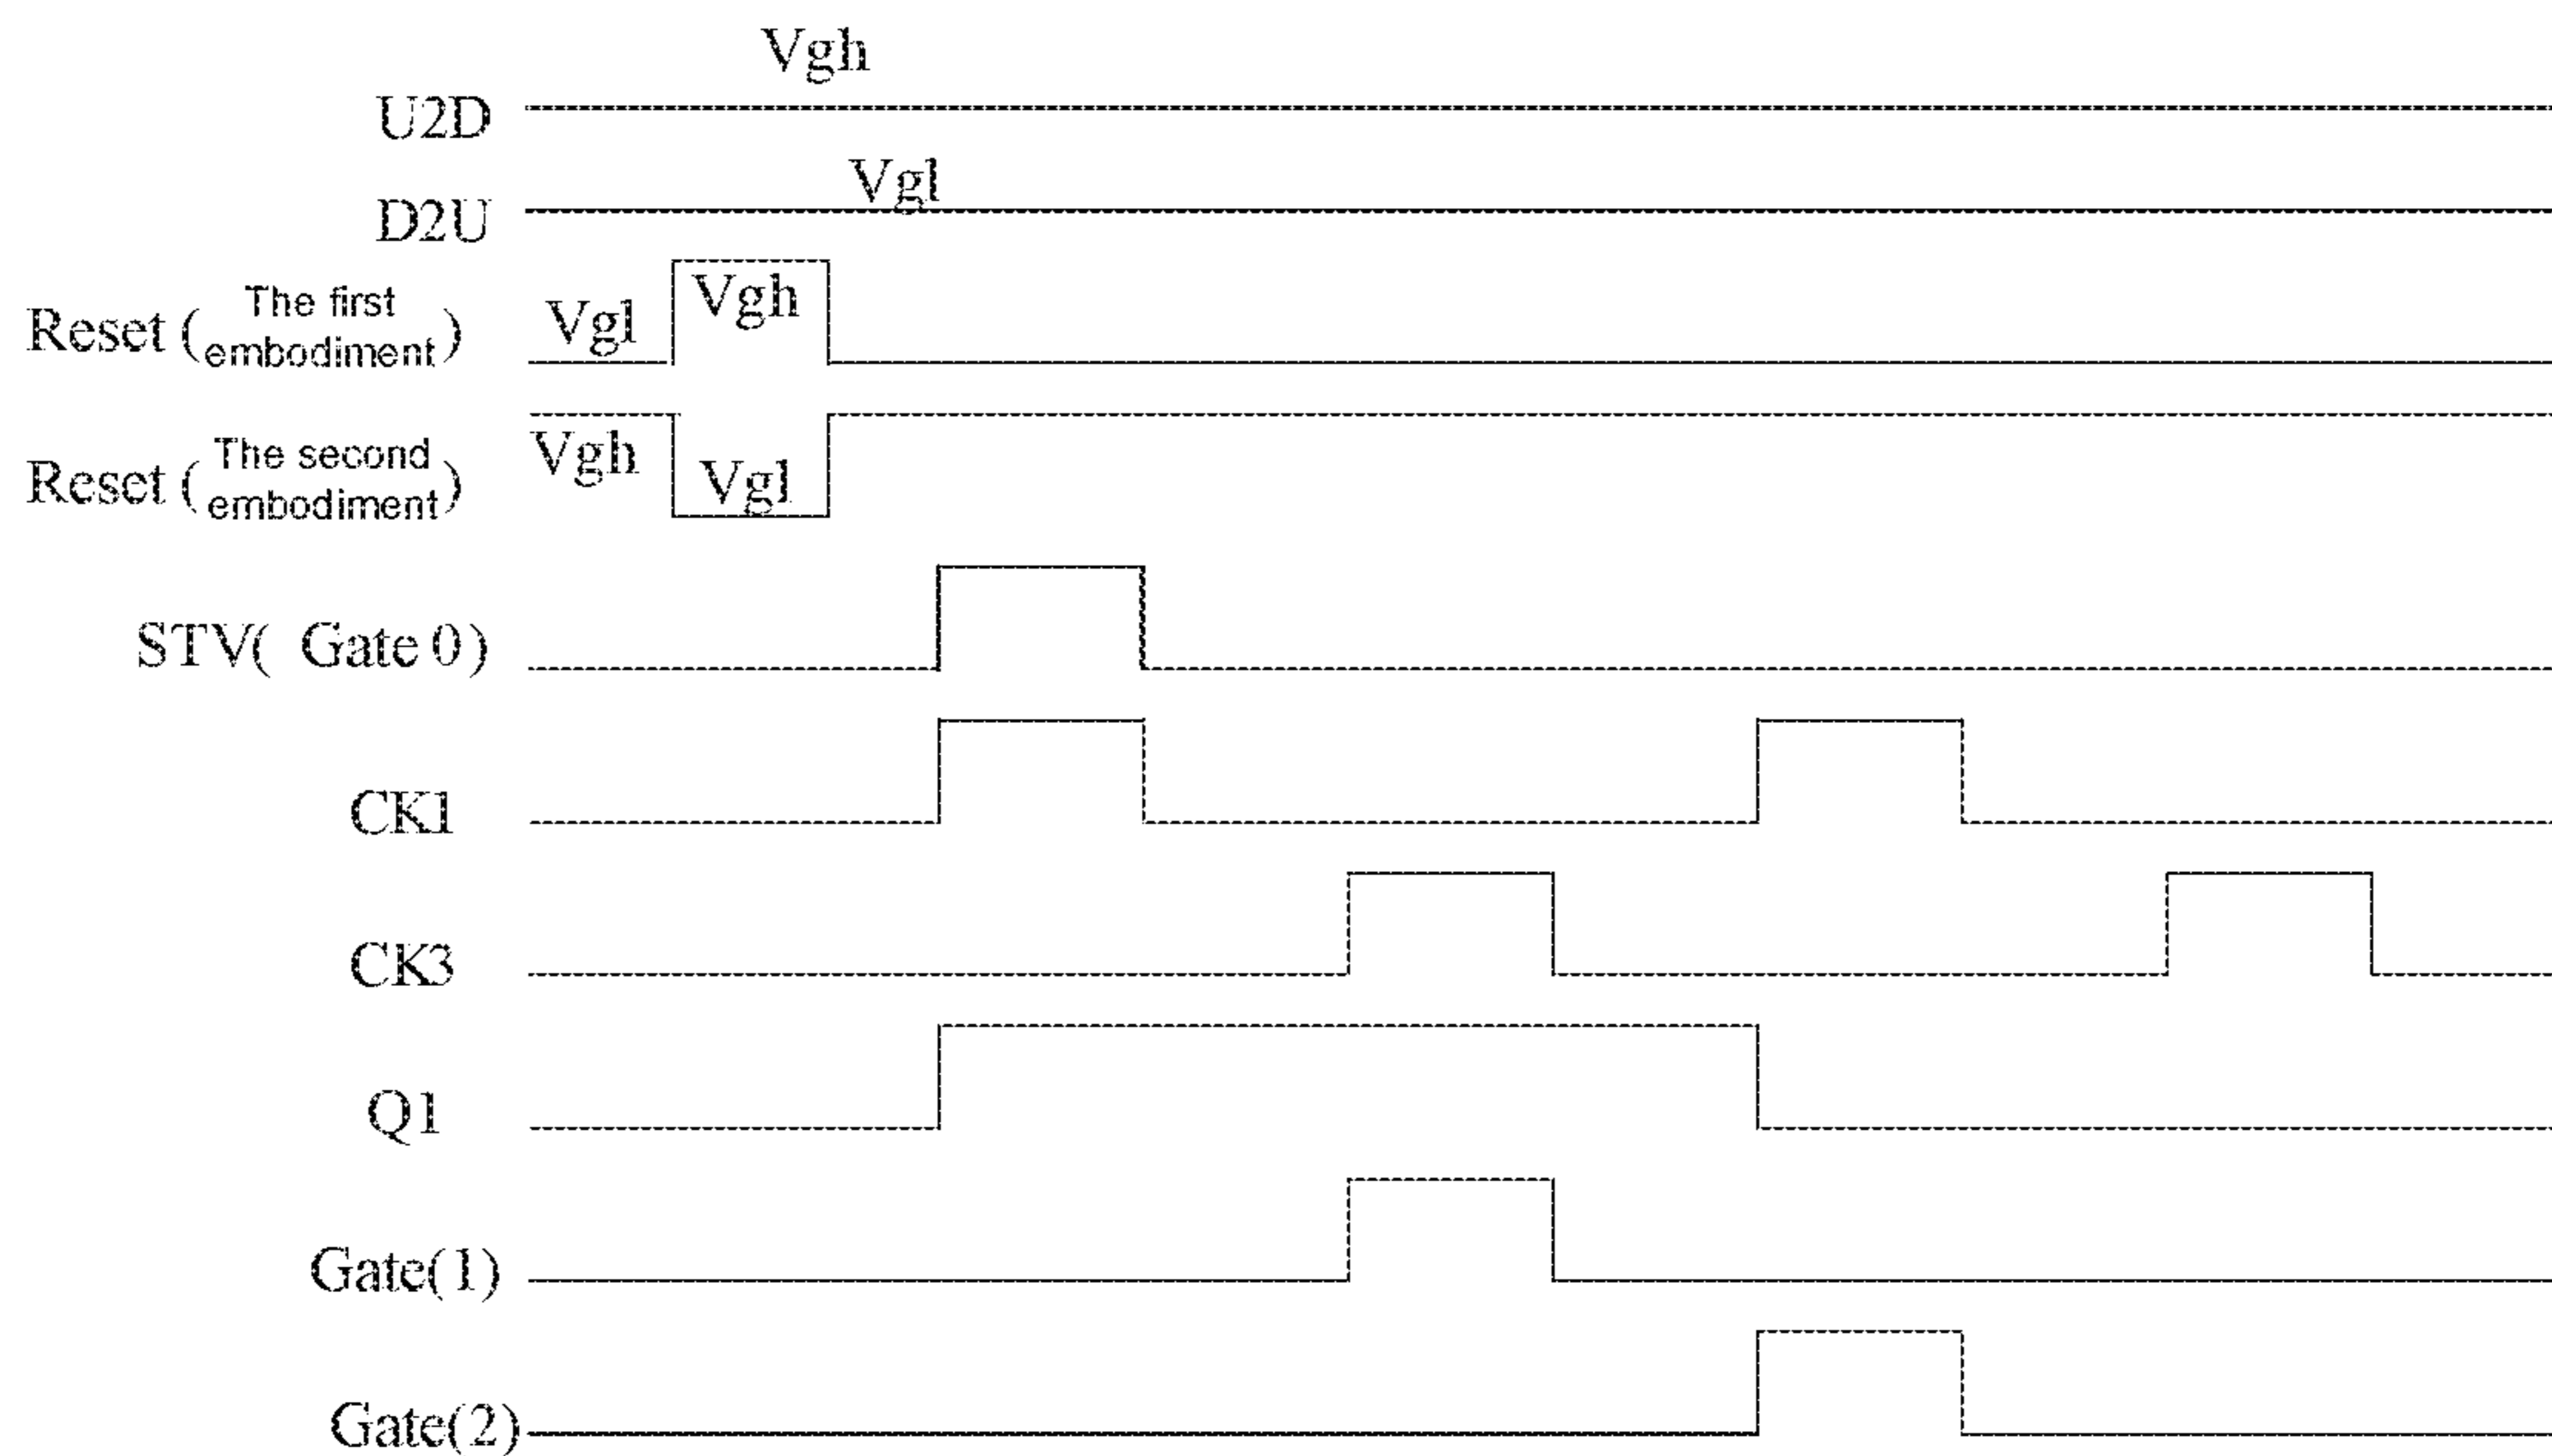 Vgh
U2D
Vgl
D2U
Reset (The first embodiment)
Vgl
Vgh
Reset (The second embodiment)
Vgh
Vgl
STV( Gate 0)
CK1
CK3
Q1
Gate(1)
Gate(2)